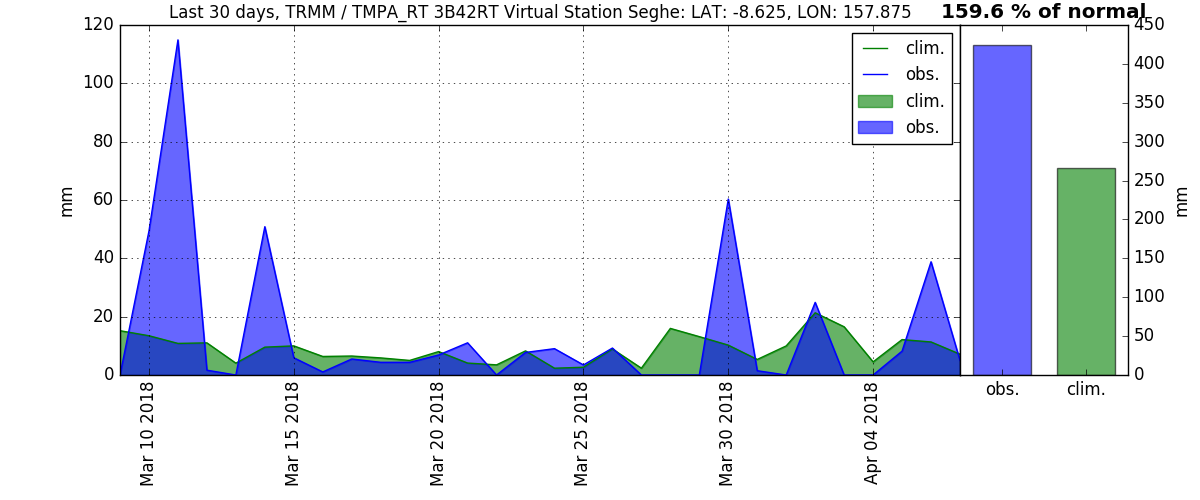 Last 30 days, TRMM / TMPA_RT 3B42RT Virtual Station Seghe: LAT: -8.625, LON: 157.875
159.6 % of normal
120
100
80
60
40
20
0
mm
clim.
obs.
clim.
obs.
Mar 10 2018
Mar 15 2018
Mar 20 2018
Mar 25 2018
Mar 30 2018
Apr 04 2018
450
400
350
300
250
200
150
100
50
0
mm
obs.
clim.